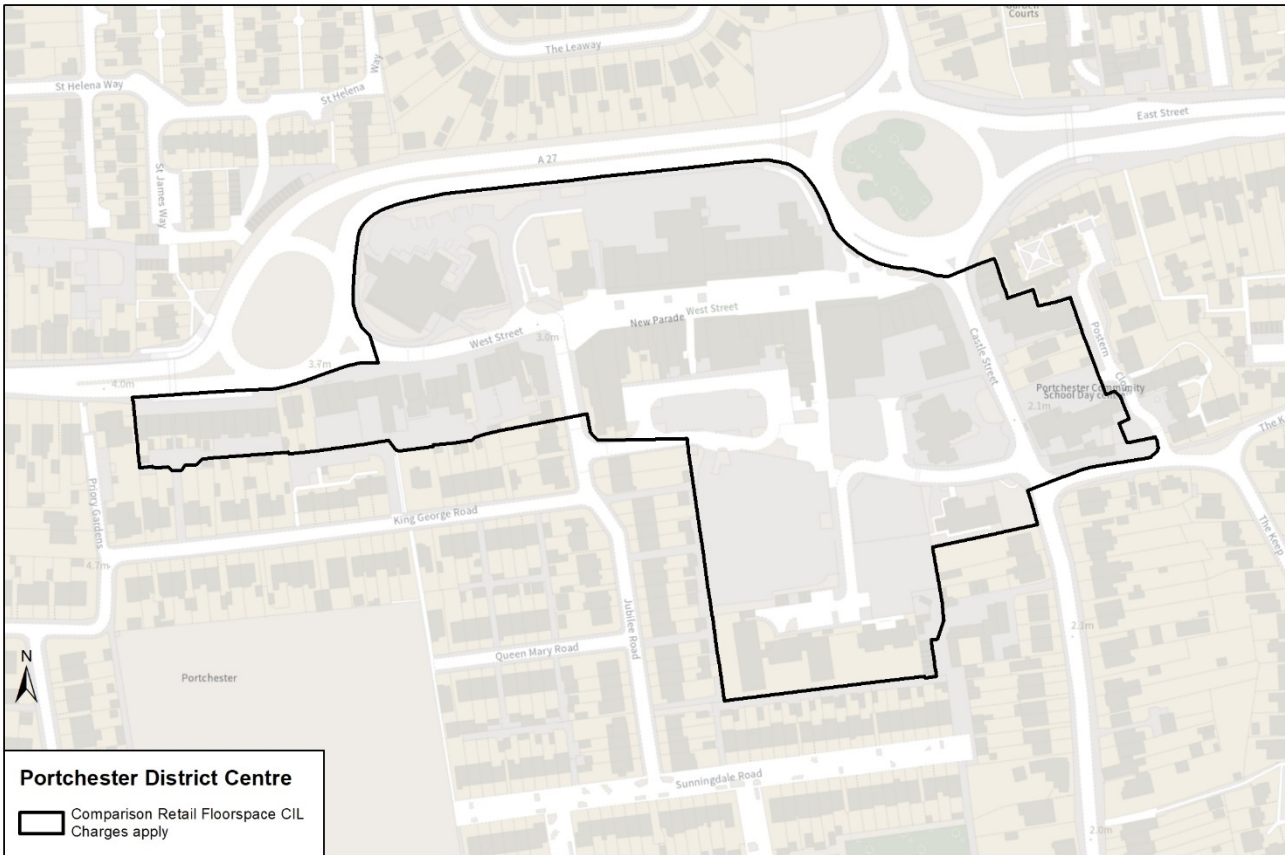 Garden
Courts
The Leaway
St Helena Way
St Helena
Way
East Street
A 27
St James Way
New Parade
West Street
West Street
3.0m
3.7m
4.0m
Castle Street
Postern
Close
Portchester Community
School Day
2.1m
The K
Priory Gardens
King George Road
4.7m
The Keep
Jubilee Road
2.1m
Queen Mary Road
N
Portchester
Sunningdale Road
2.0m
Portchester District Centre
Comparison Retail Floorspace CIL
Charges apply